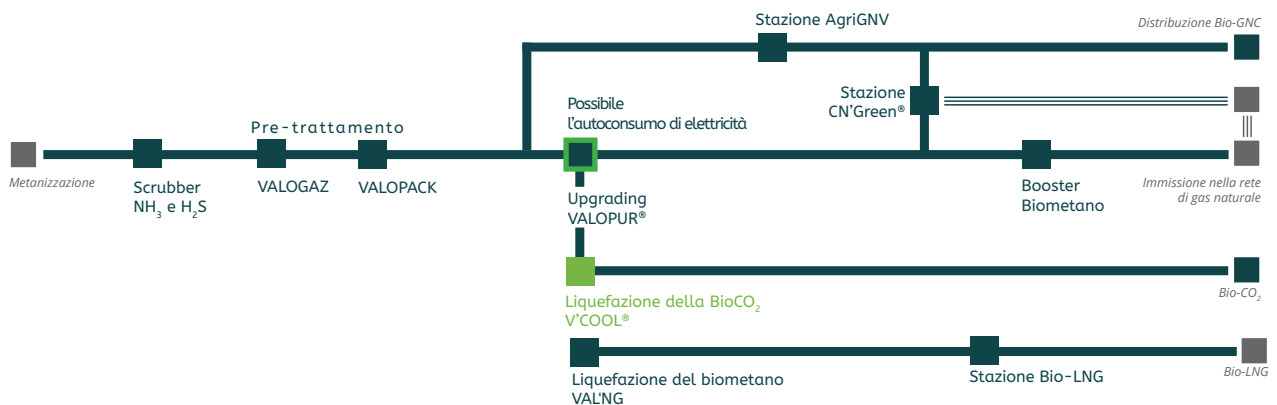 Stazione AgriGNV
Distribuzione Bio-GNC
Stazione
CN'Green®
Possibile
l'autoconsumo di elettricità
Pre-trattamento
Metanizzazione
Scrubber
NH₃ e H₂S
VALOGAZ
VALOPACK
Upgrading
VALOPUR®
Booster
Biometano
Immissione nella rete
di gas naturale
Liquefazione della BioCO₂
V'COOL®
Bio-CO₂
Liquefazione del biometano
VAL'NG
Stazione Bio-LNG
Bio-LNG